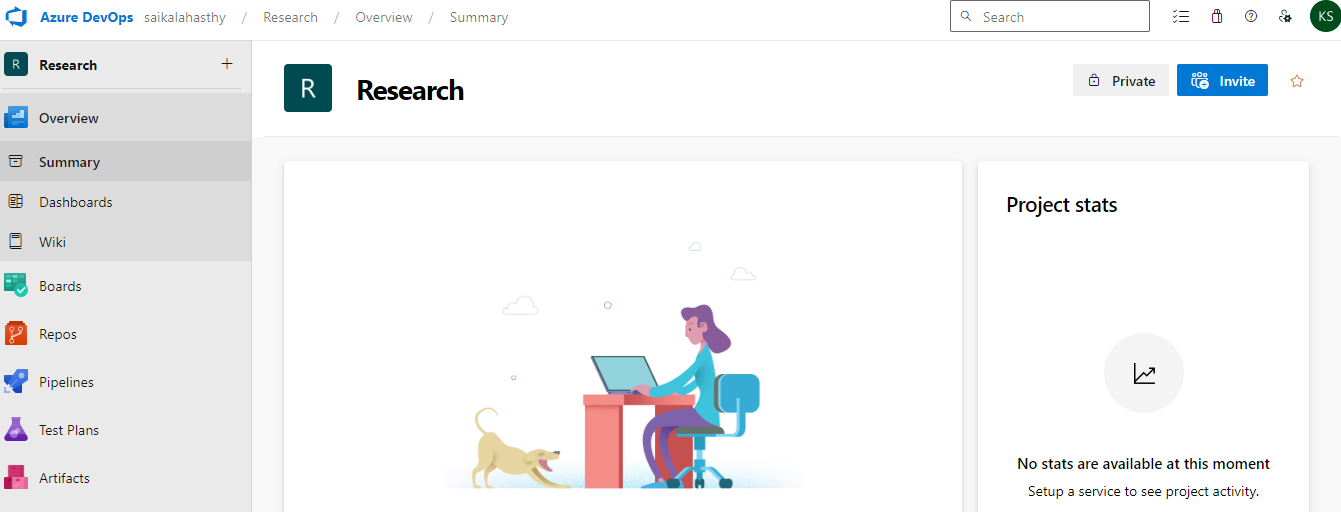 Azure DevOps saikalahasthy / Research / Overview / Summary
Search
KS
R Research +
Overview
Summary
Dashboards
Wiki
Boards
Repos
Pipelines
Test Plans
Artifacts
R Research
Private
Invite
Project stats
No stats are available at this moment
Setup a service to see project activity.